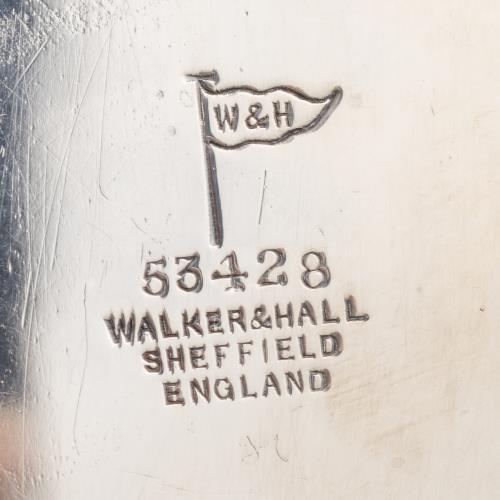 W&H
53428
WALKER&HALL
SHEFFIELD
ENGLAND